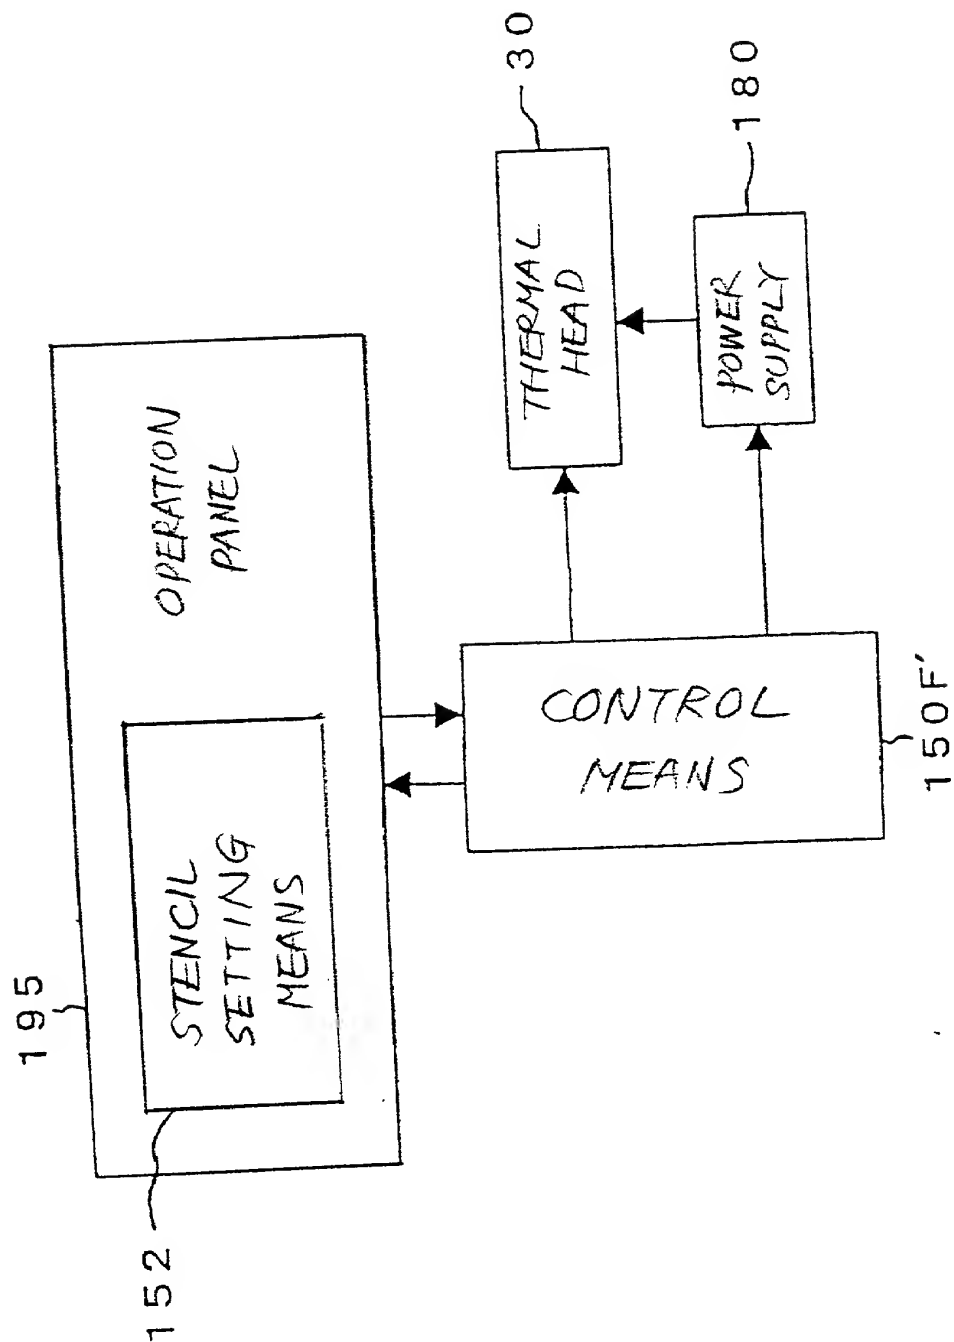 195
152
STENCIL
SETTING
MEANS
OPERATION
PANEL
CONTROL
MEANS
150F'
THERMAL
HEAD
30
POWER
SUPPLY
180